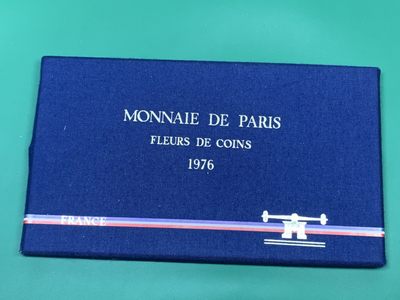 MONNAIE DE PARIS
FLEURS DE COINS
1976
FRANCE